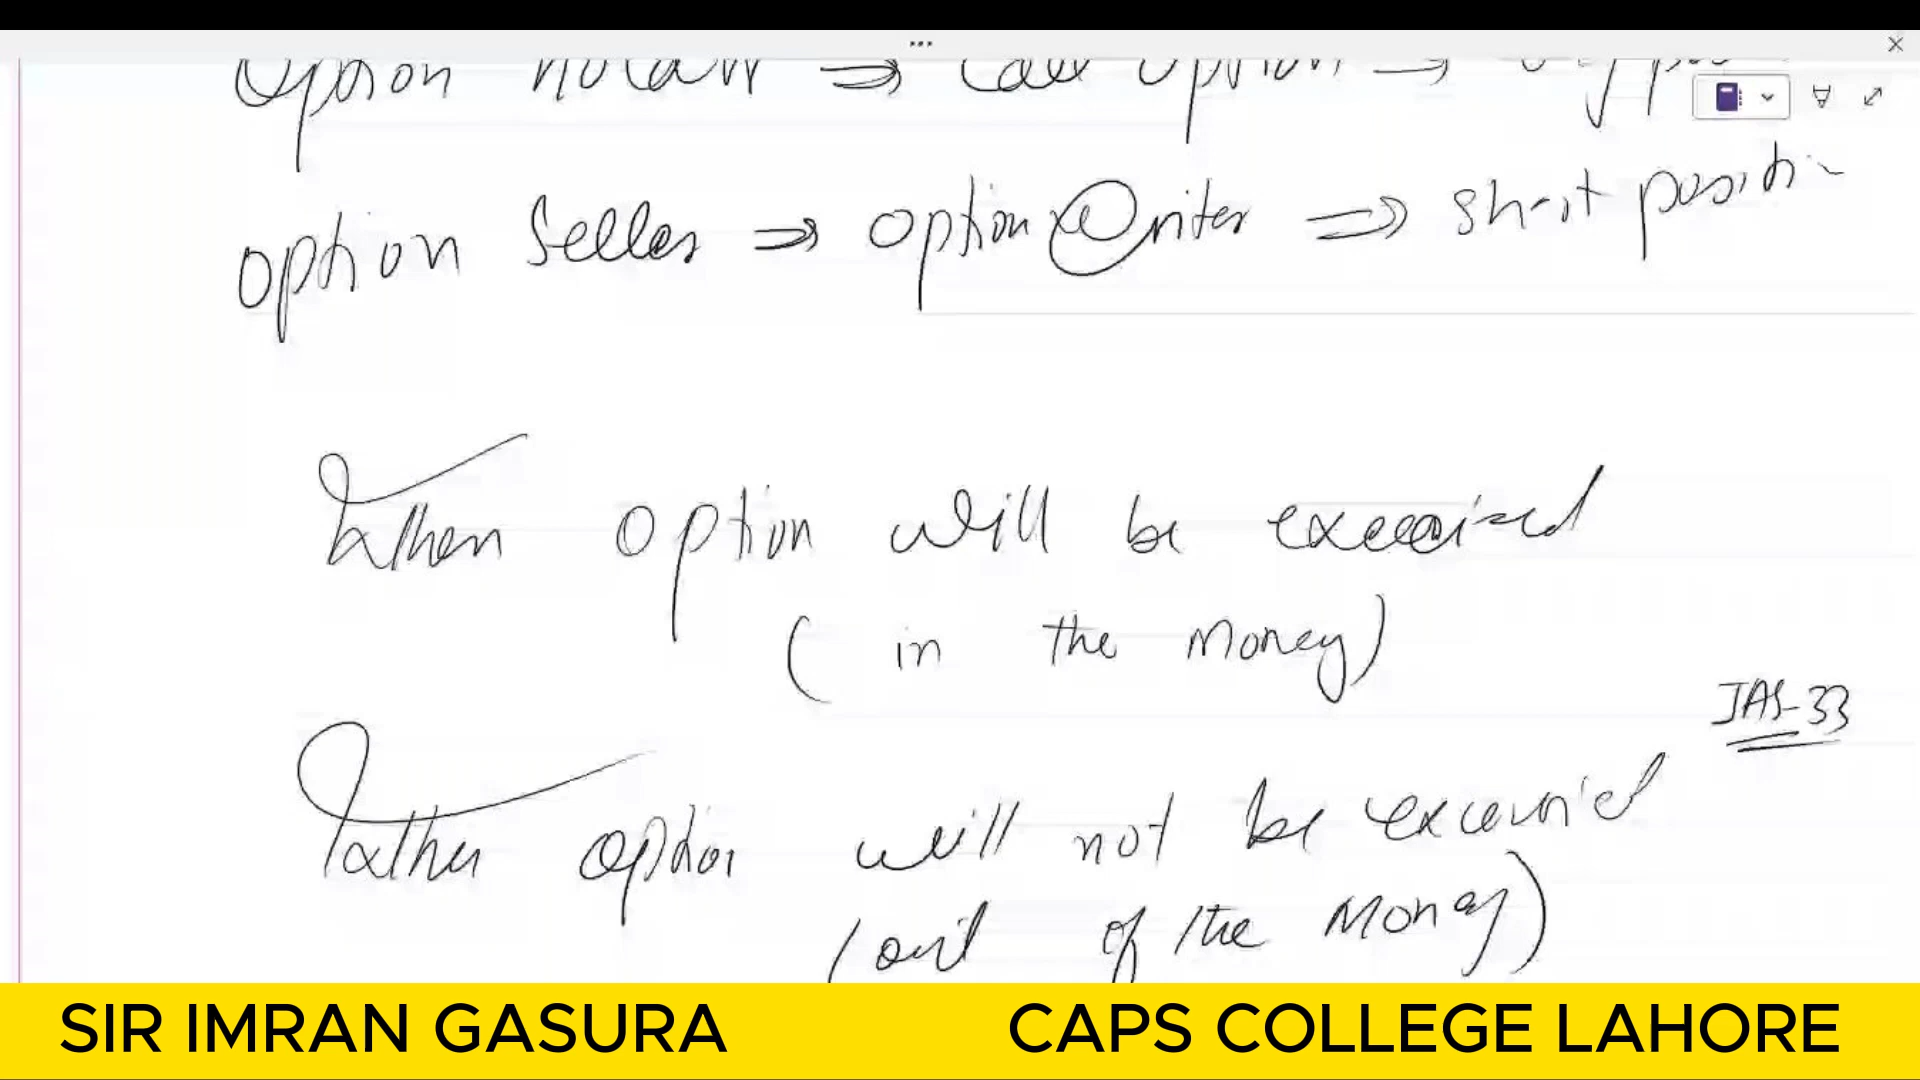 Option holder ⇒ Call option →
option Seller ⇒ option Writer ⇒ short position
When option will be exercised
(in the Money)
IAS-33
rather option will not be exercised
(out of the Money)
SIR IMRAN GASURA CAPS COLLEGE LAHORE